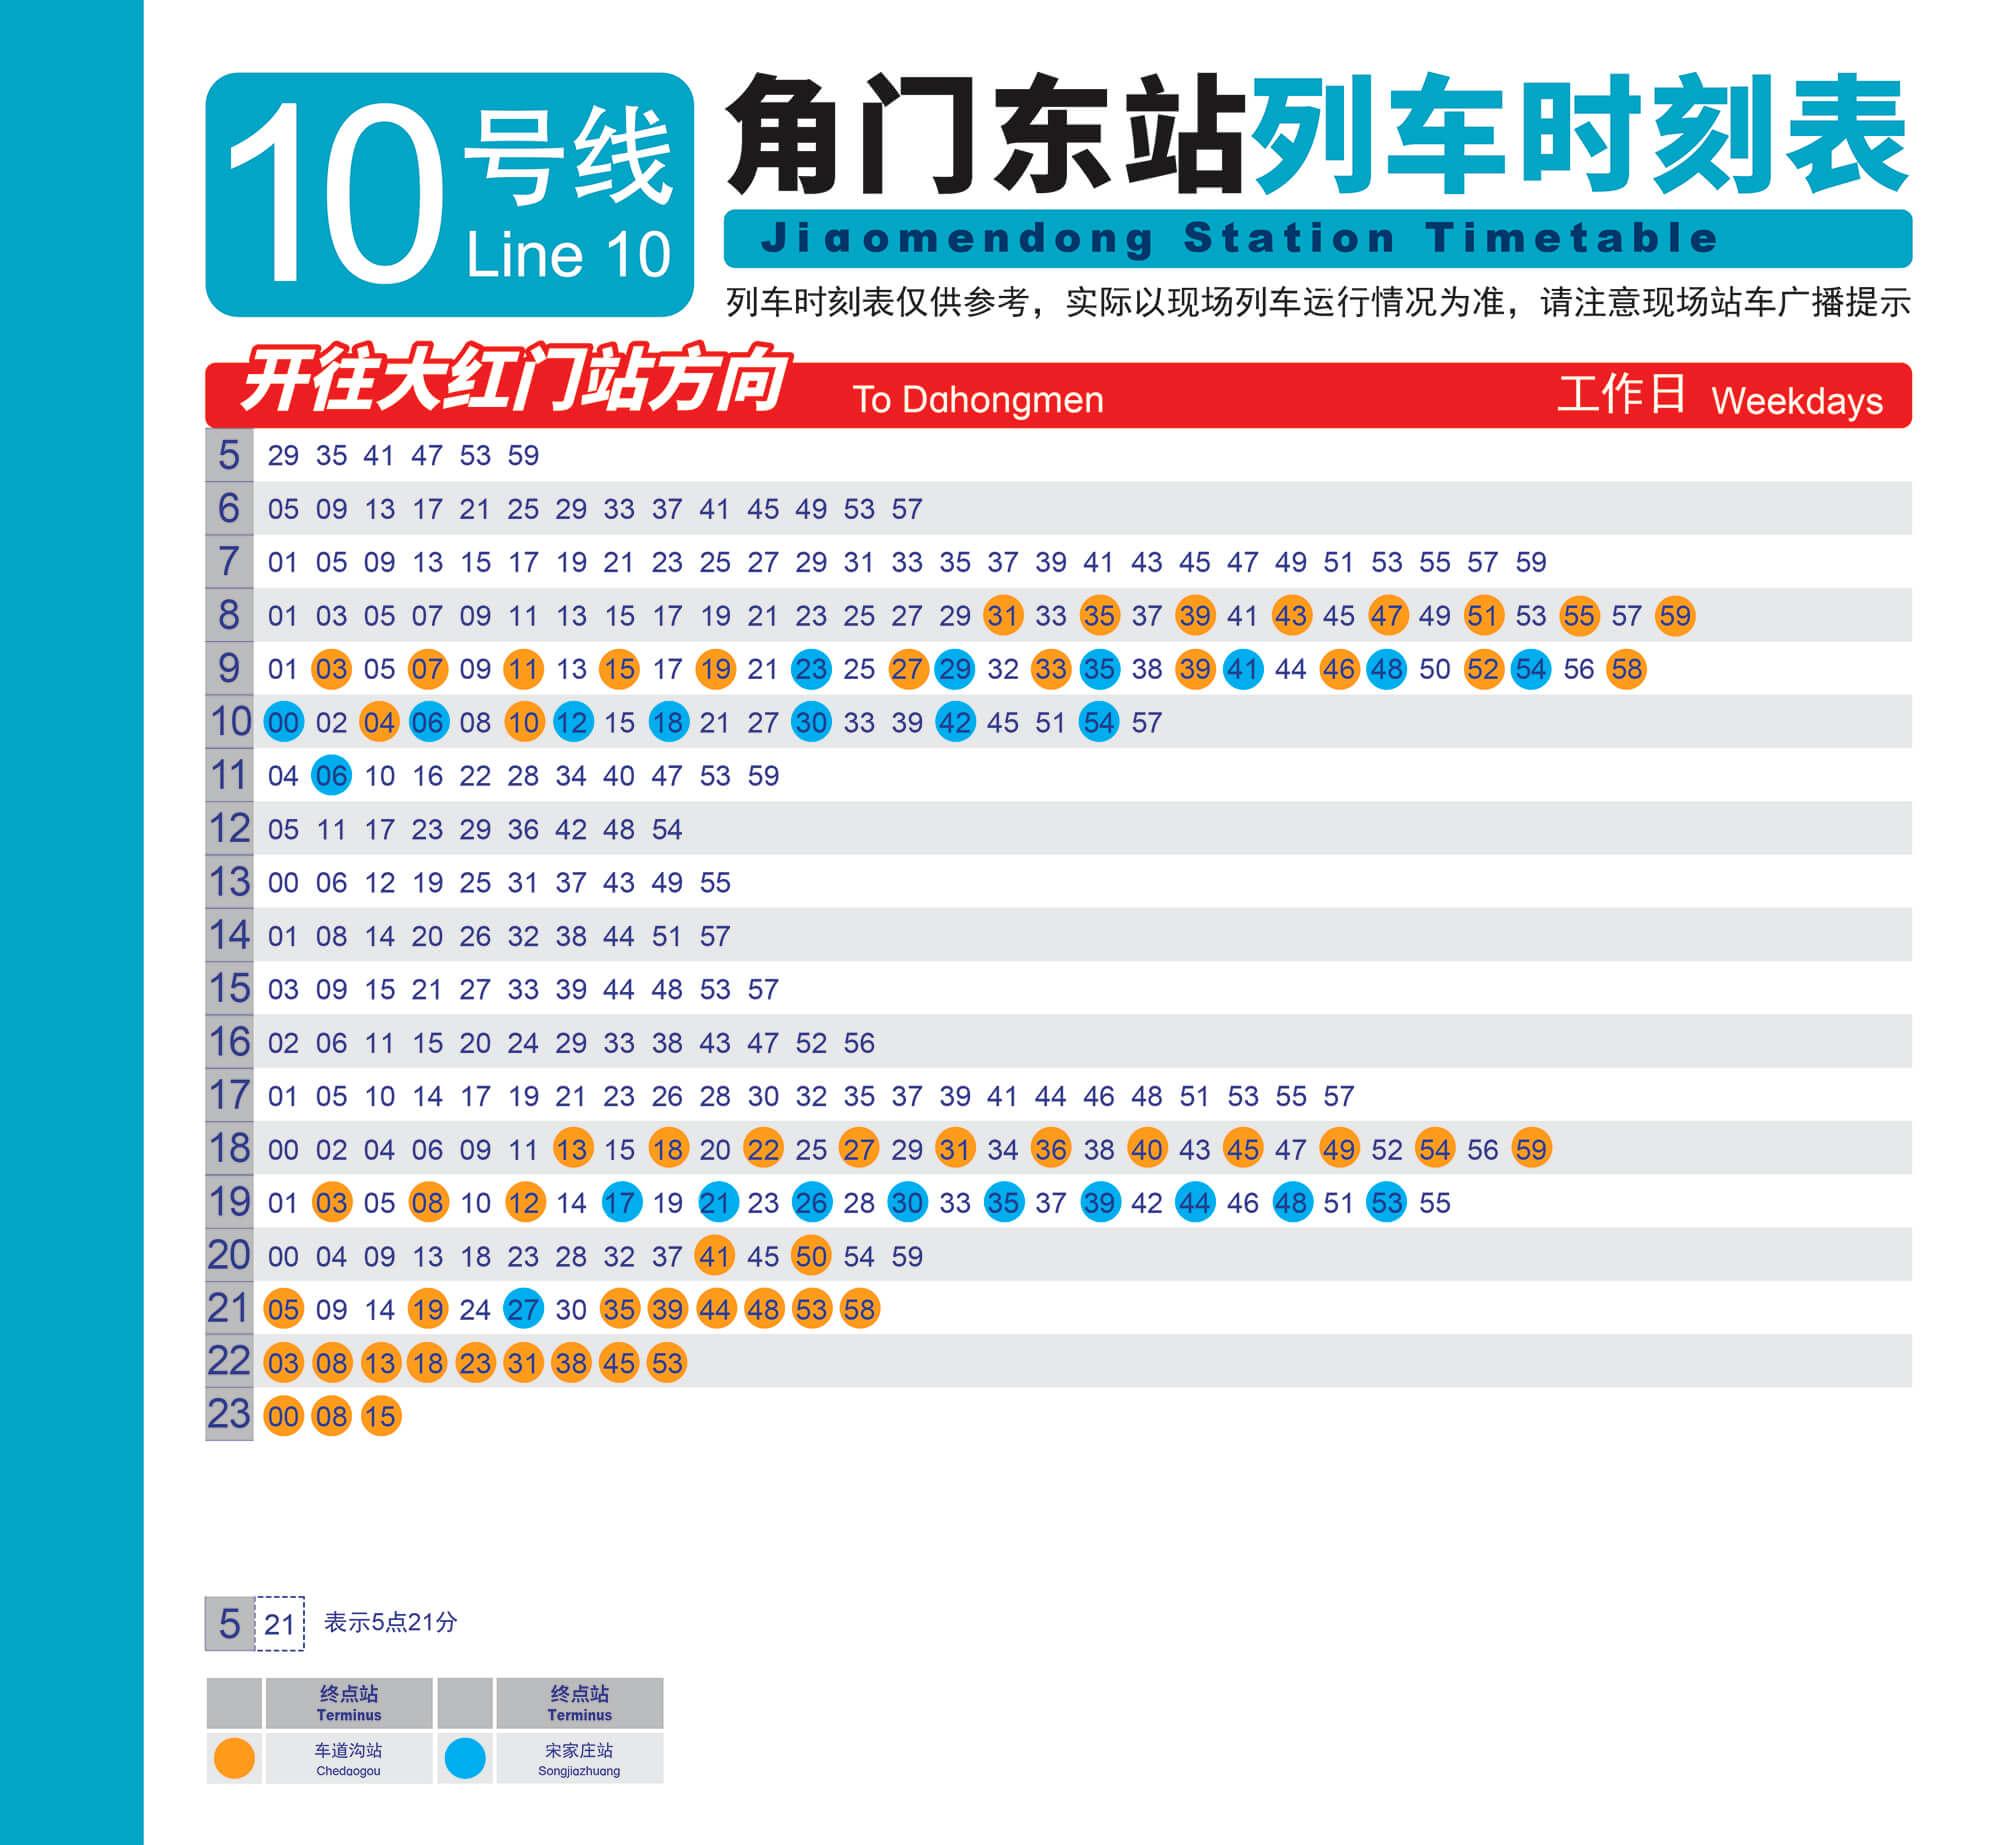 10号线
Line 10
角门东站列车时刻表
Jiaomendong Station Timetable
列车时刻表仅供参考，实际以现场列车运行情况为准，请注意现场站车广播提示
开往大红门站方向 To Dahongmen 工作日 Weekdays
5 29 35 41 47 53 59
6 05 09 13 17 21 25 29 33 37 41 45 49 53 57
7 01 05 09 13 15 17 19 21 23 25 27 29 31 33 35 37 39 41 43 45 47 49 51 53 55 57 59
8 01 03 05 07 09 11 13 15 17 19 21 23 25 27 29 31 33 35 37 39 41 43 45 47 49 51 53 55 57 59
9 01 03 05 07 09 11 13 15 17 19 21 23 25 27 29 32 33 35 38 39 41 44 46 48 50 52 54 56 58
10 00 02 04 06 08 10 12 15 18 21 27 30 33 39 42 45 51 54 57
11 04 06 10 16 22 28 34 40 47 53 59
12 05 11 17 23 29 36 42 48 54
13 00 06 12 19 25 31 37 43 49 55
14 01 08 14 20 26 32 38 44 51 57
15 03 09 15 21 27 33 39 44 48 53 57
16 02 06 11 15 20 24 29 33 38 43 47 52 56
17 01 05 10 14 17 19 21 23 26 28 30 32 35 37 39 41 44 46 48 51 53 55 57
18 00 02 04 06 09 11 13 15 18 20 22 25 27 29 31 34 36 38 40 43 45 47 49 52 54 56 59
19 01 03 05 08 10 12 14 17 19 21 23 26 28 30 33 35 37 39 42 44 46 48 51 53 55
20 00 04 09 13 18 23 28 32 37 41 45 50 54 59
21 05 09 14 19 24 27 30 35 39 44 48 53 58
22 03 08 13 18 23 31 38 45 53
23 00 08 15
5 21 表示5点21分
终点站 终点站
Terminus Terminus
车道沟站 宋家庄站
Chedaogou Songjiazhuang